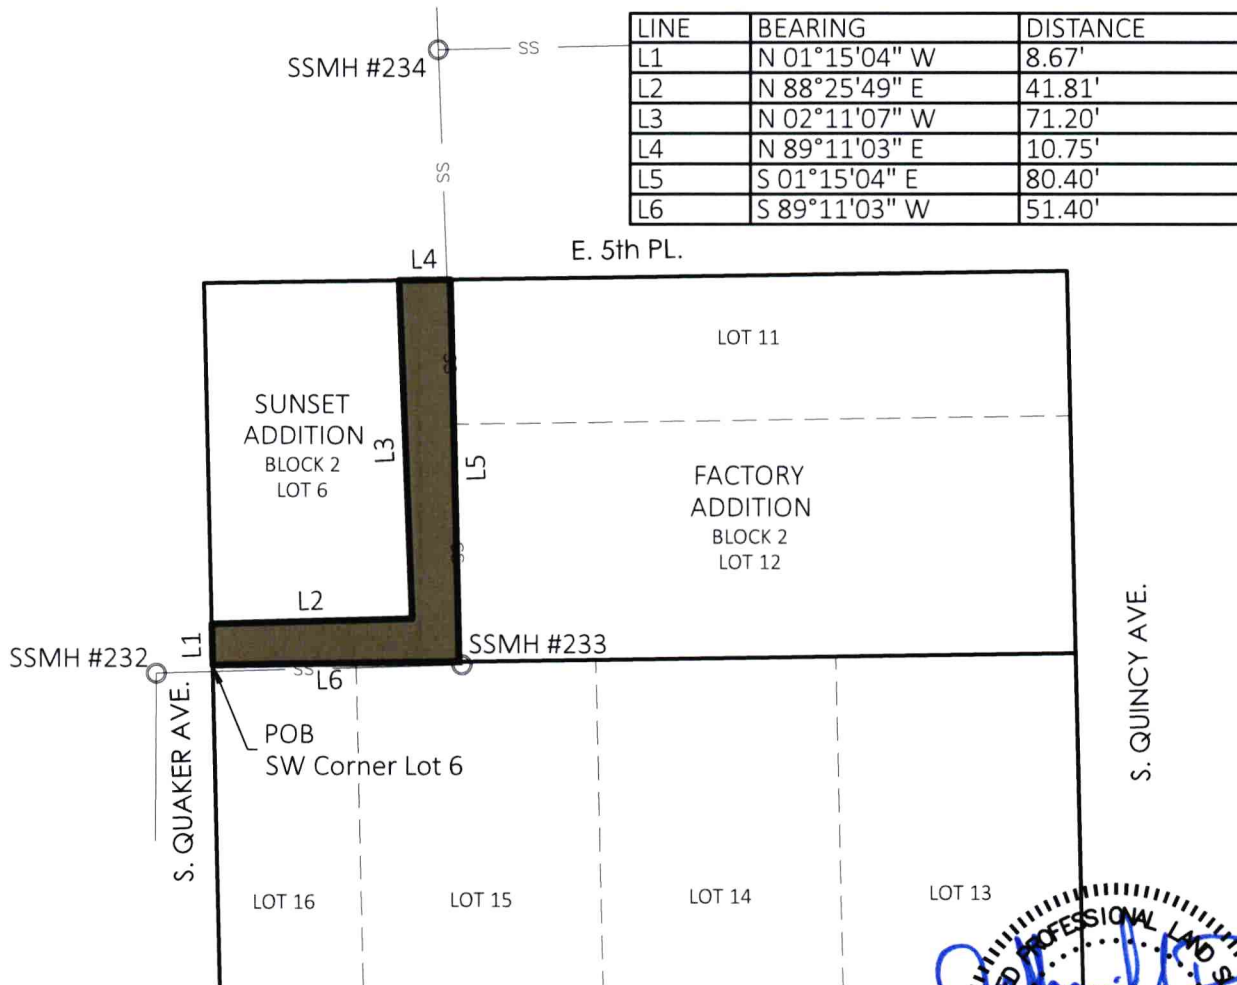 LINE BEARING DISTANCE
L1 N 01°15'04" W 8.67'
L2 N 88°25'49" E 41.81'
L3 N 02°11'07" W 71.20'
L4 N 89°11'03" E 10.75'
L5 S 01°15'04" E 80.40'
L6 S 89°11'03" W 51.40'
SS
SSMH #234
SS
E. 5th PL.
L4
LOT 11
SS
SUNSET
ADDITION
BLOCK 2
LOT 6
L3
L5
FACTORY
ADDITION
BLOCK 2
LOT 12
SS
L2
L1
SSMH #232
SSMH #233
SS
L6
S. QUAKER AVE.
POB
SW Corner Lot 6
S. QUINCY AVE.
LOT 16
LOT 15
LOT 14
LOT 13
PROFESSIONAL LAND